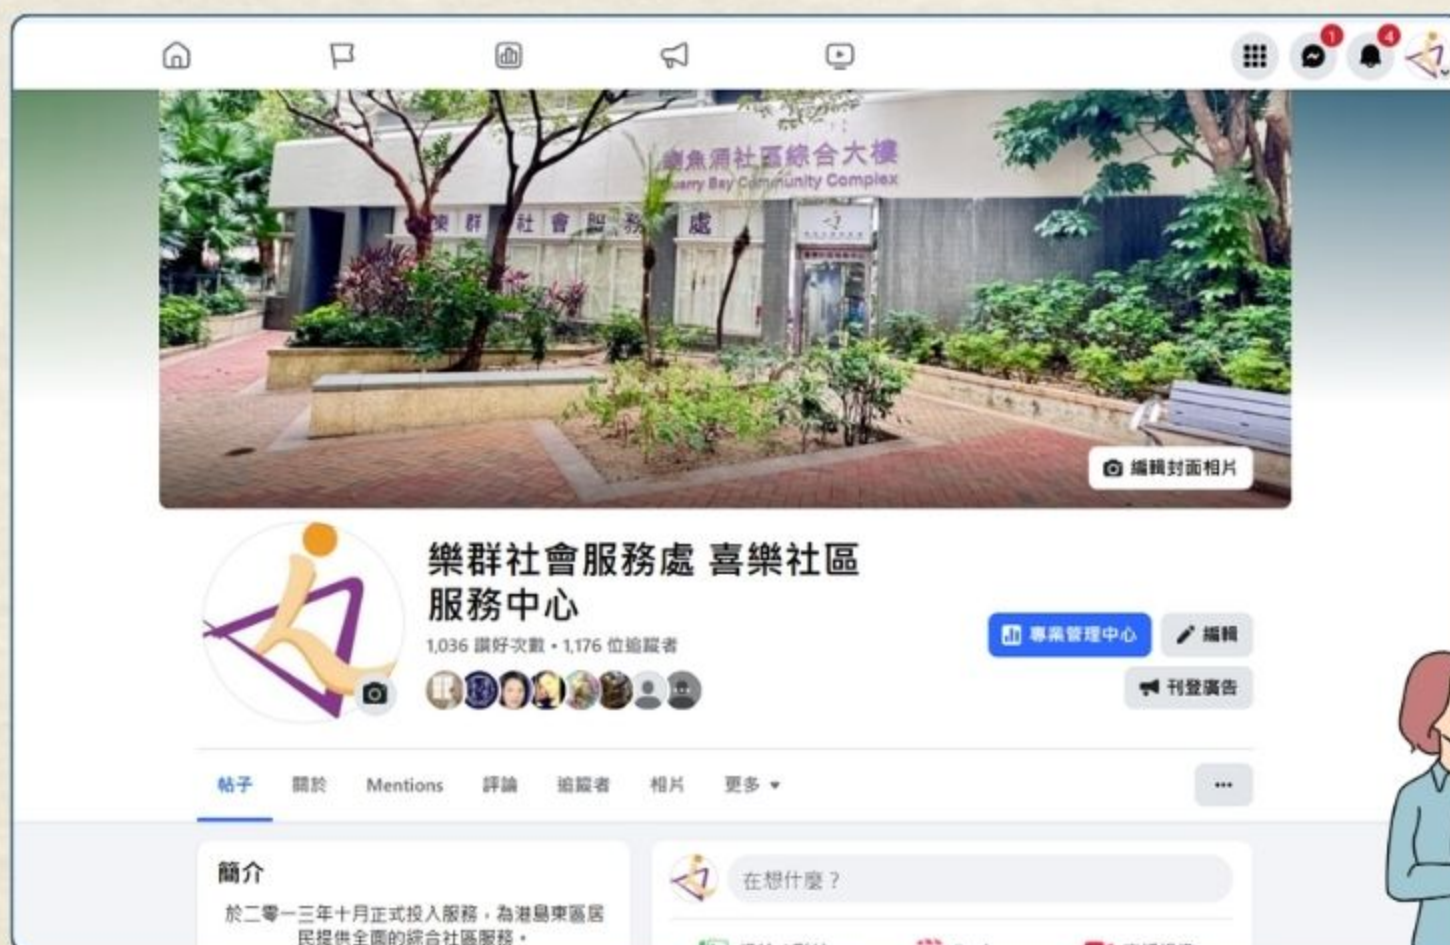 1
4
鰂魚涌社區綜合大樓
Quarry Bay Community Complex
樂群社會服務處
編輯封面相片
樂群社會服務處 喜樂社區
服務中心
1,036 讚好次數 • 1,176 位追蹤者
專業管理中心
編輯
刊登廣告
帖子 關於 Mentions 評論 追蹤者 相片 更多
簡介
於二零一三年十月正式投入服務，為港島東區居
民提供全面的綜合社區服務。
在想什麼？